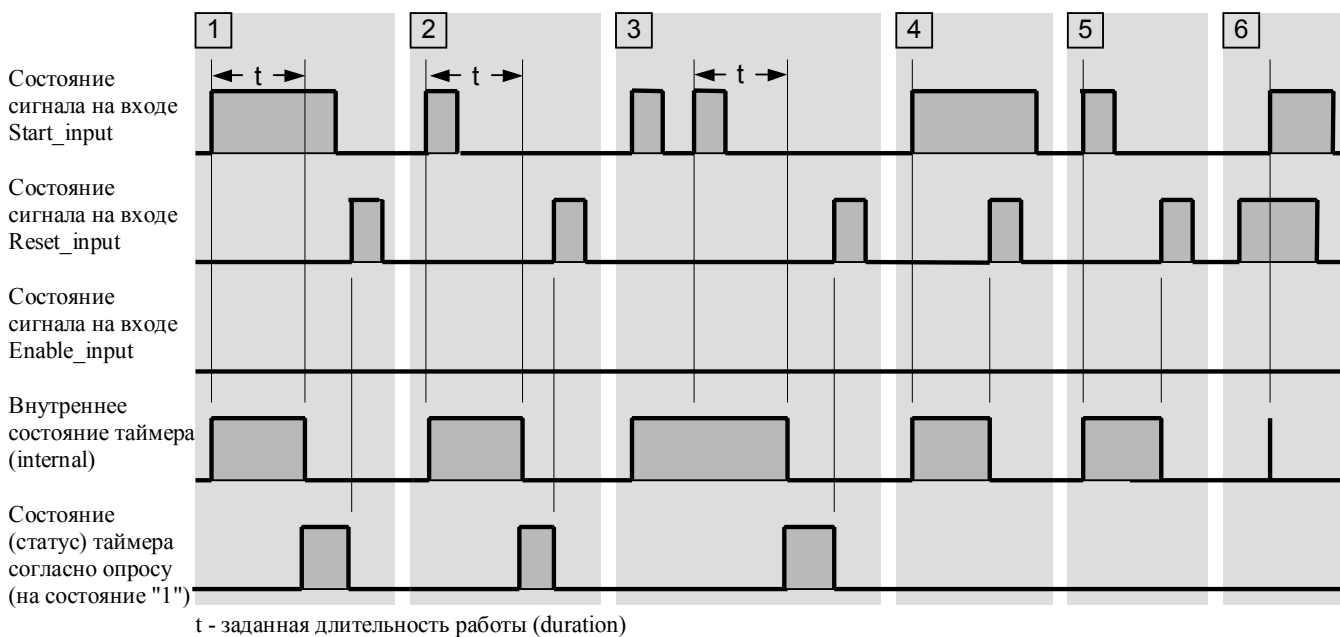 1 2 3 4 5 6
t t t
Состояние
сигнала на входе
Start_input
Состояние
сигнала на входе
Reset_input
Состояние
сигнала на входе
Enable_input
Внутреннее
состояние таймера
(internal)
Состояние
(статус) таймера
согласно опросу
(на состояние "1")
t - заданная длительность работы (duration)